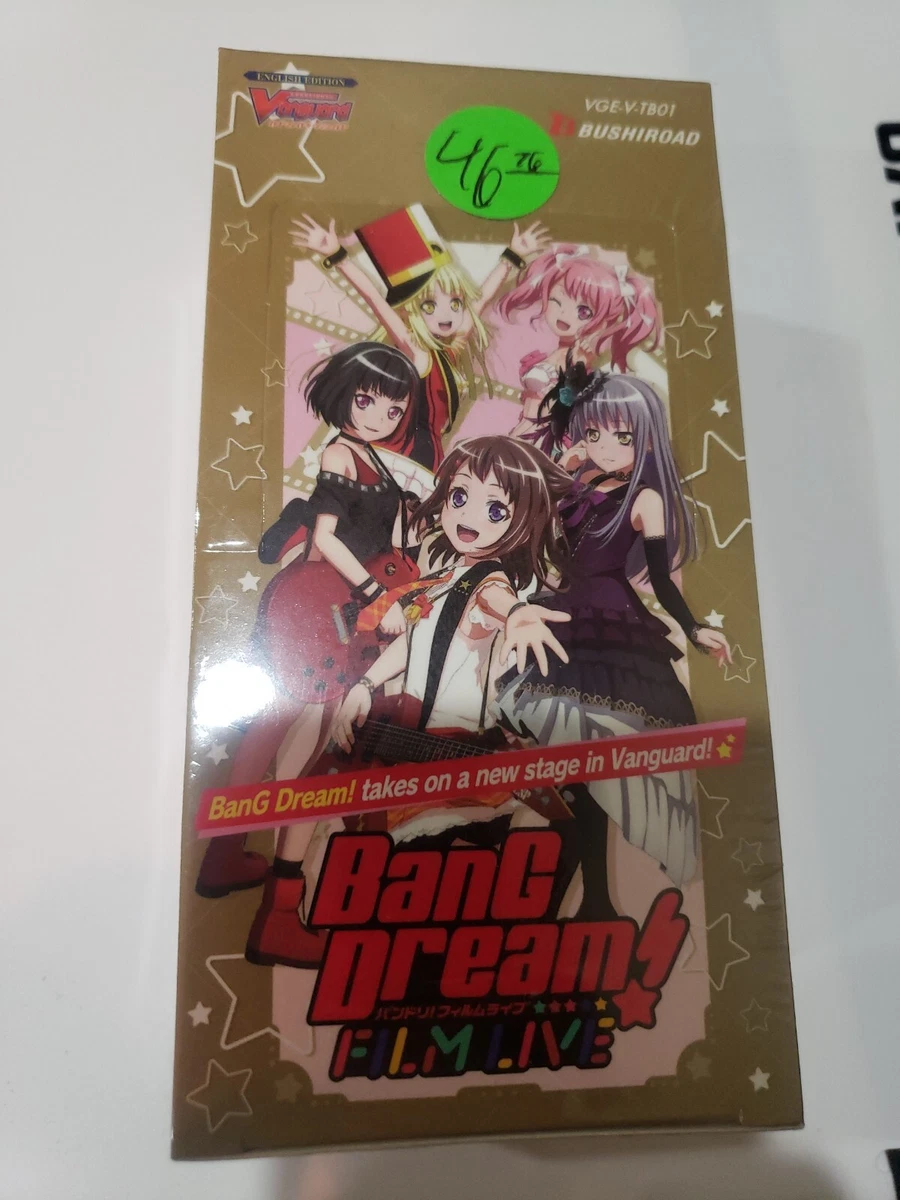 ENGLISH EDITION
Vanguard
VGE-V-TB01
BUSHIROAD
46 76
BanG Dream! takes on a new stage in Vanguard!
BanG
Dream!
バンドリ!フィルムライブ
FILM LIVE